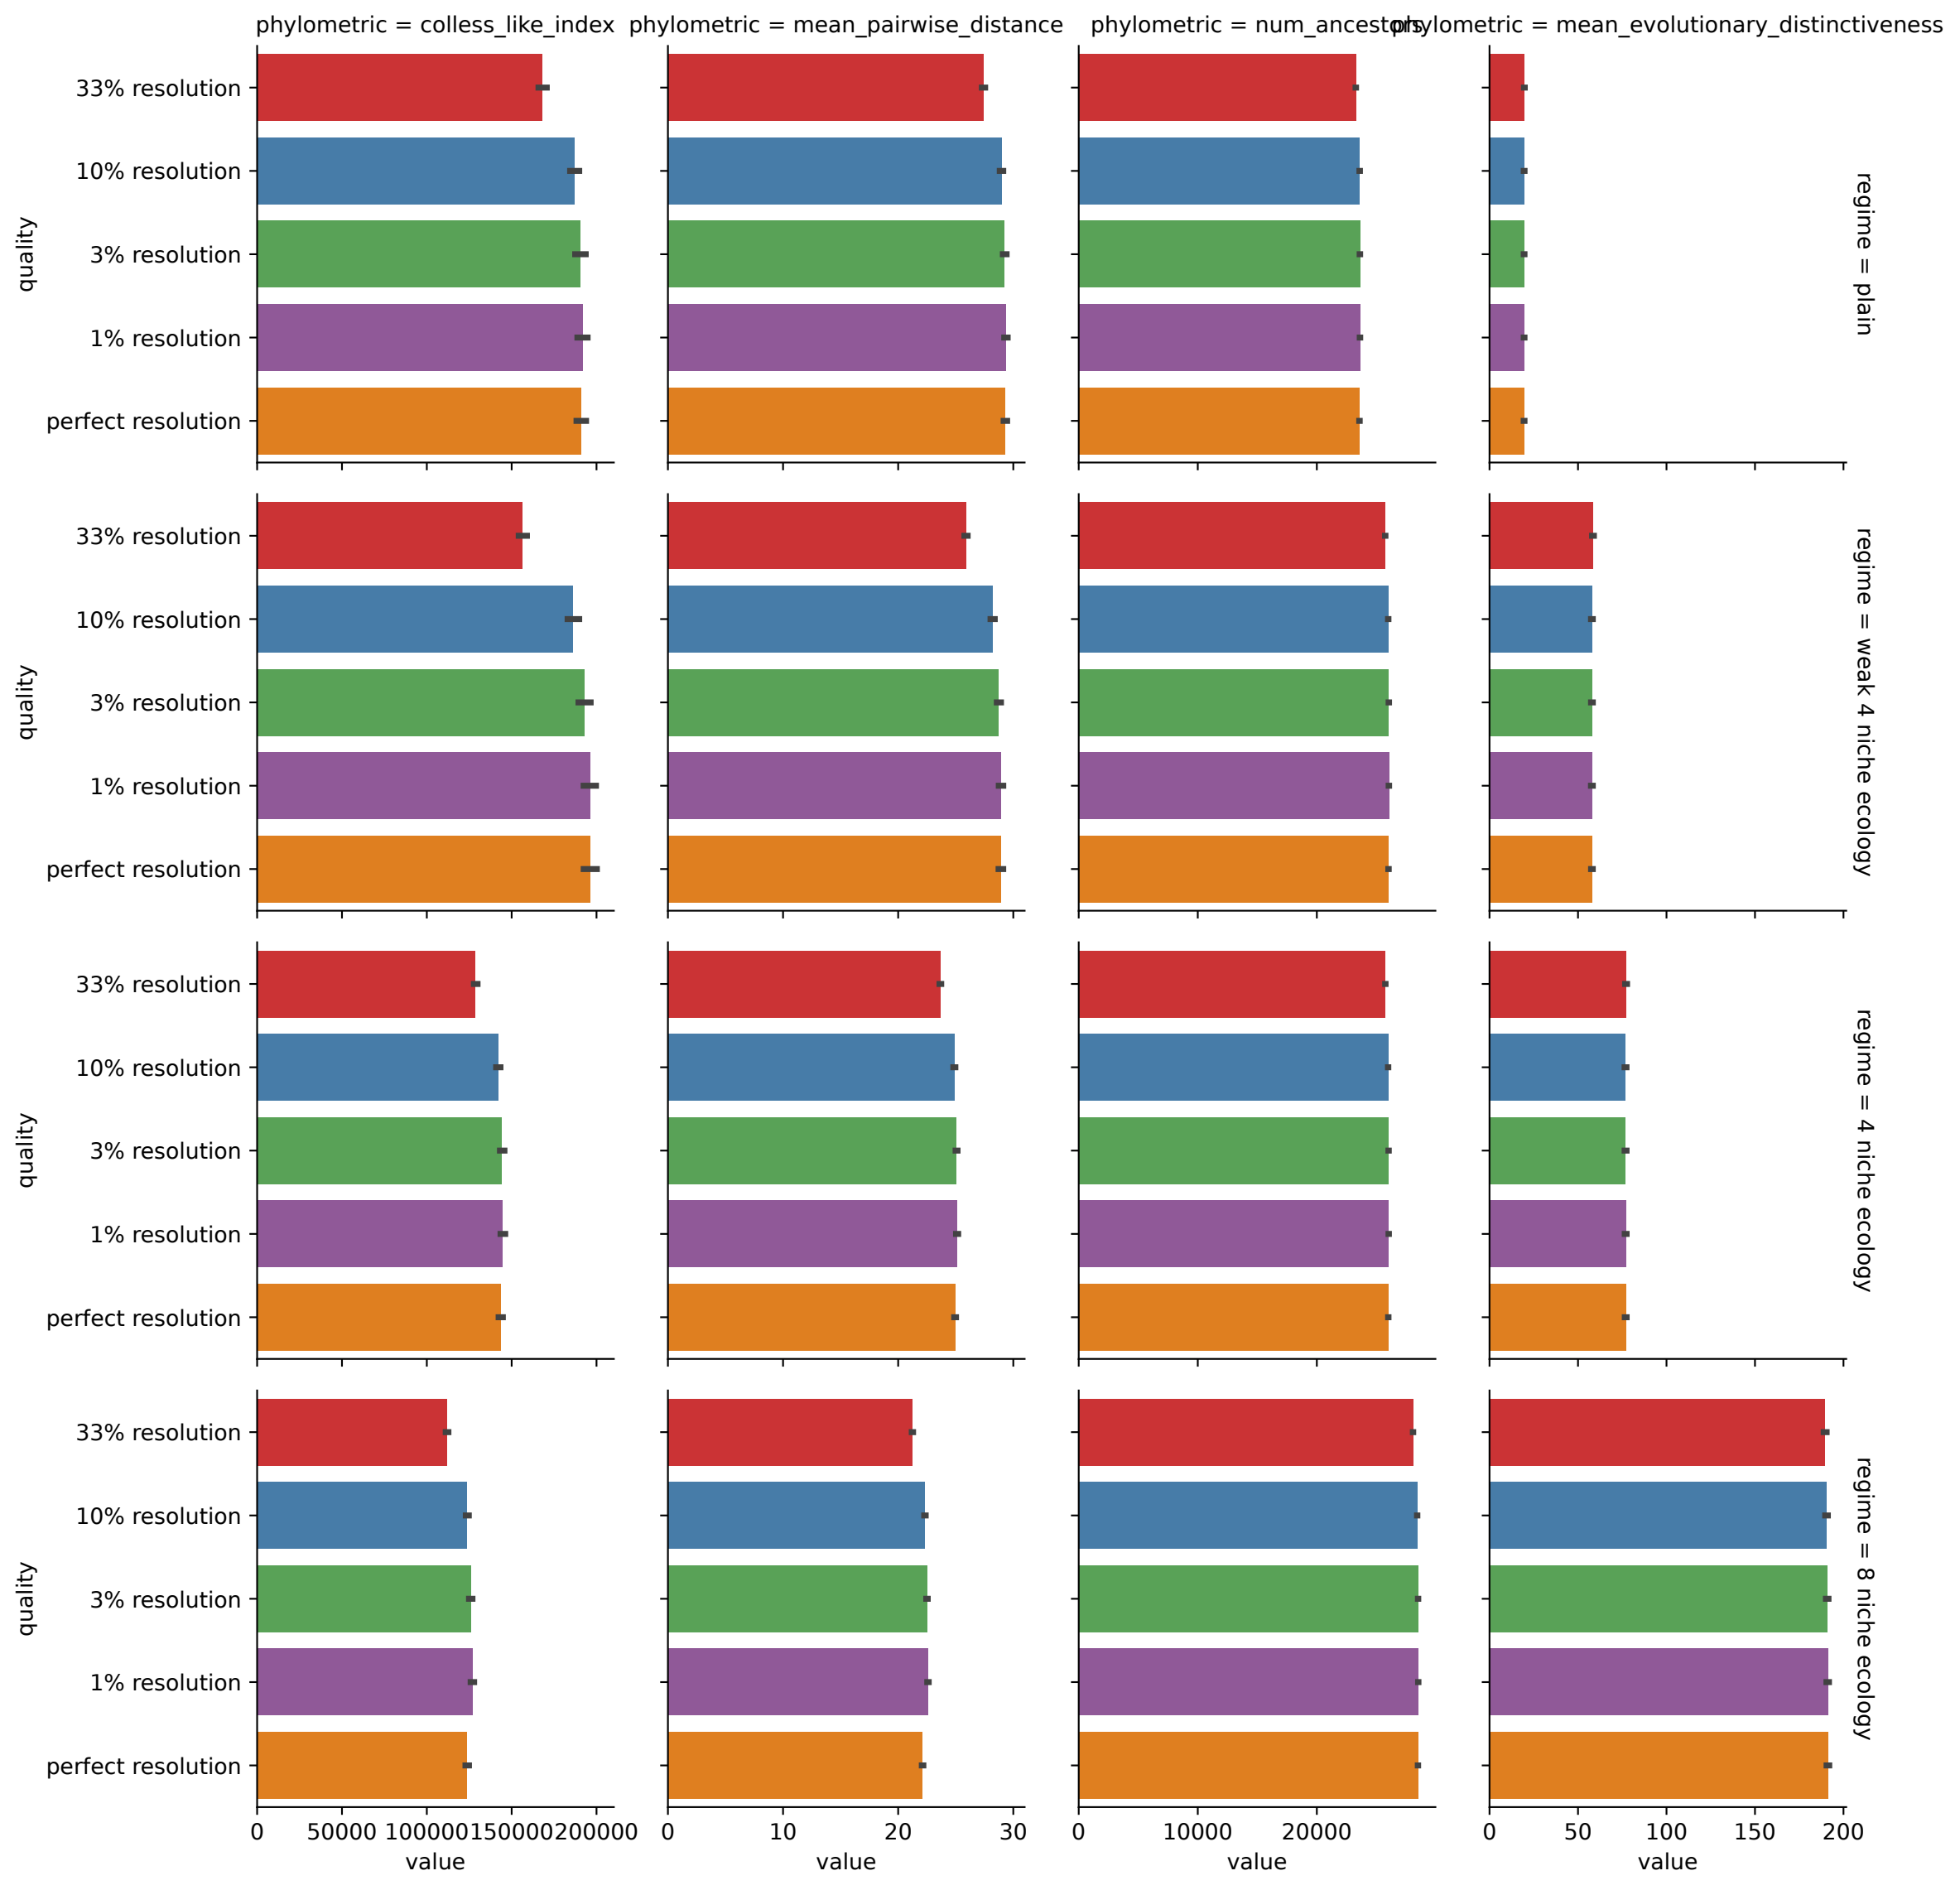 phylometric = colless_like_index
phylometric = mean_pairwise_distance
phylometric = num_ancestors
phylometric = mean_evolutionary_distinctiveness
quality
33% resolution
10% resolution
3% resolution
1% resolution
perfect resolution
regime = plain
quality
33% resolution
10% resolution
3% resolution
1% resolution
perfect resolution
regime = weak 4 niche ecology
quality
33% resolution
10% resolution
3% resolution
1% resolution
perfect resolution
regime = 4 niche ecology
quality
33% resolution
10% resolution
3% resolution
1% resolution
perfect resolution
regime = 8 niche ecology
0 50000 100000 150000 200000
0 10 20 30
0 10000 20000
0 50 100 150 200
value
value
value
value